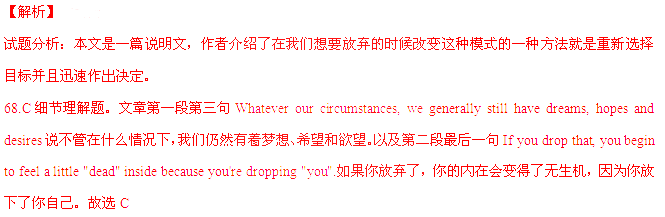 【解析】
试题分析：本文是一篇说明文，作者介绍了在我们想要放弃的时候改变这种模式的一种方法就是重新选择
目标并且迅速作出决定。
68.C 细节理解题。文章第一段第三句 Whatever our circumstances, we generally still have dreams, hopes and
desires 说不管在什么情况下，我们仍然有着梦想、希望和欲望。以及第二段最后一句 If you drop that, you begin
to feel a little "dead" inside because you're dropping "you".如果你放弃了，你的内在会变得了无生机，因为你放
下了你自己。故选 C